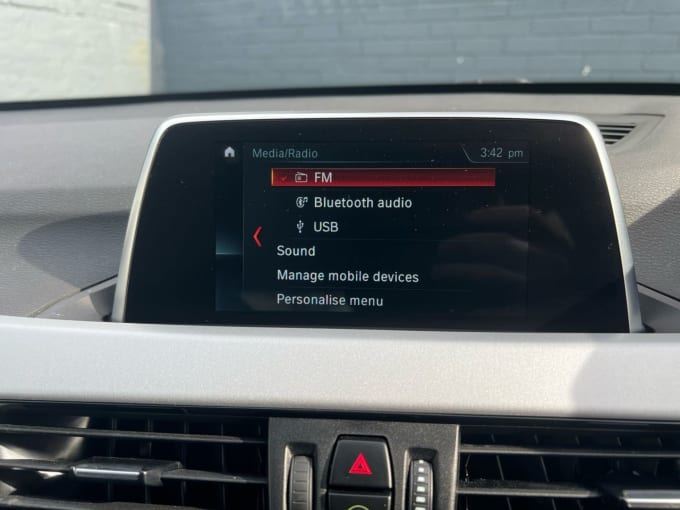 Media/Radio 3:42 pm
FM
Bluetooth audio
USB
Sound
Manage mobile devices
Personalise menu